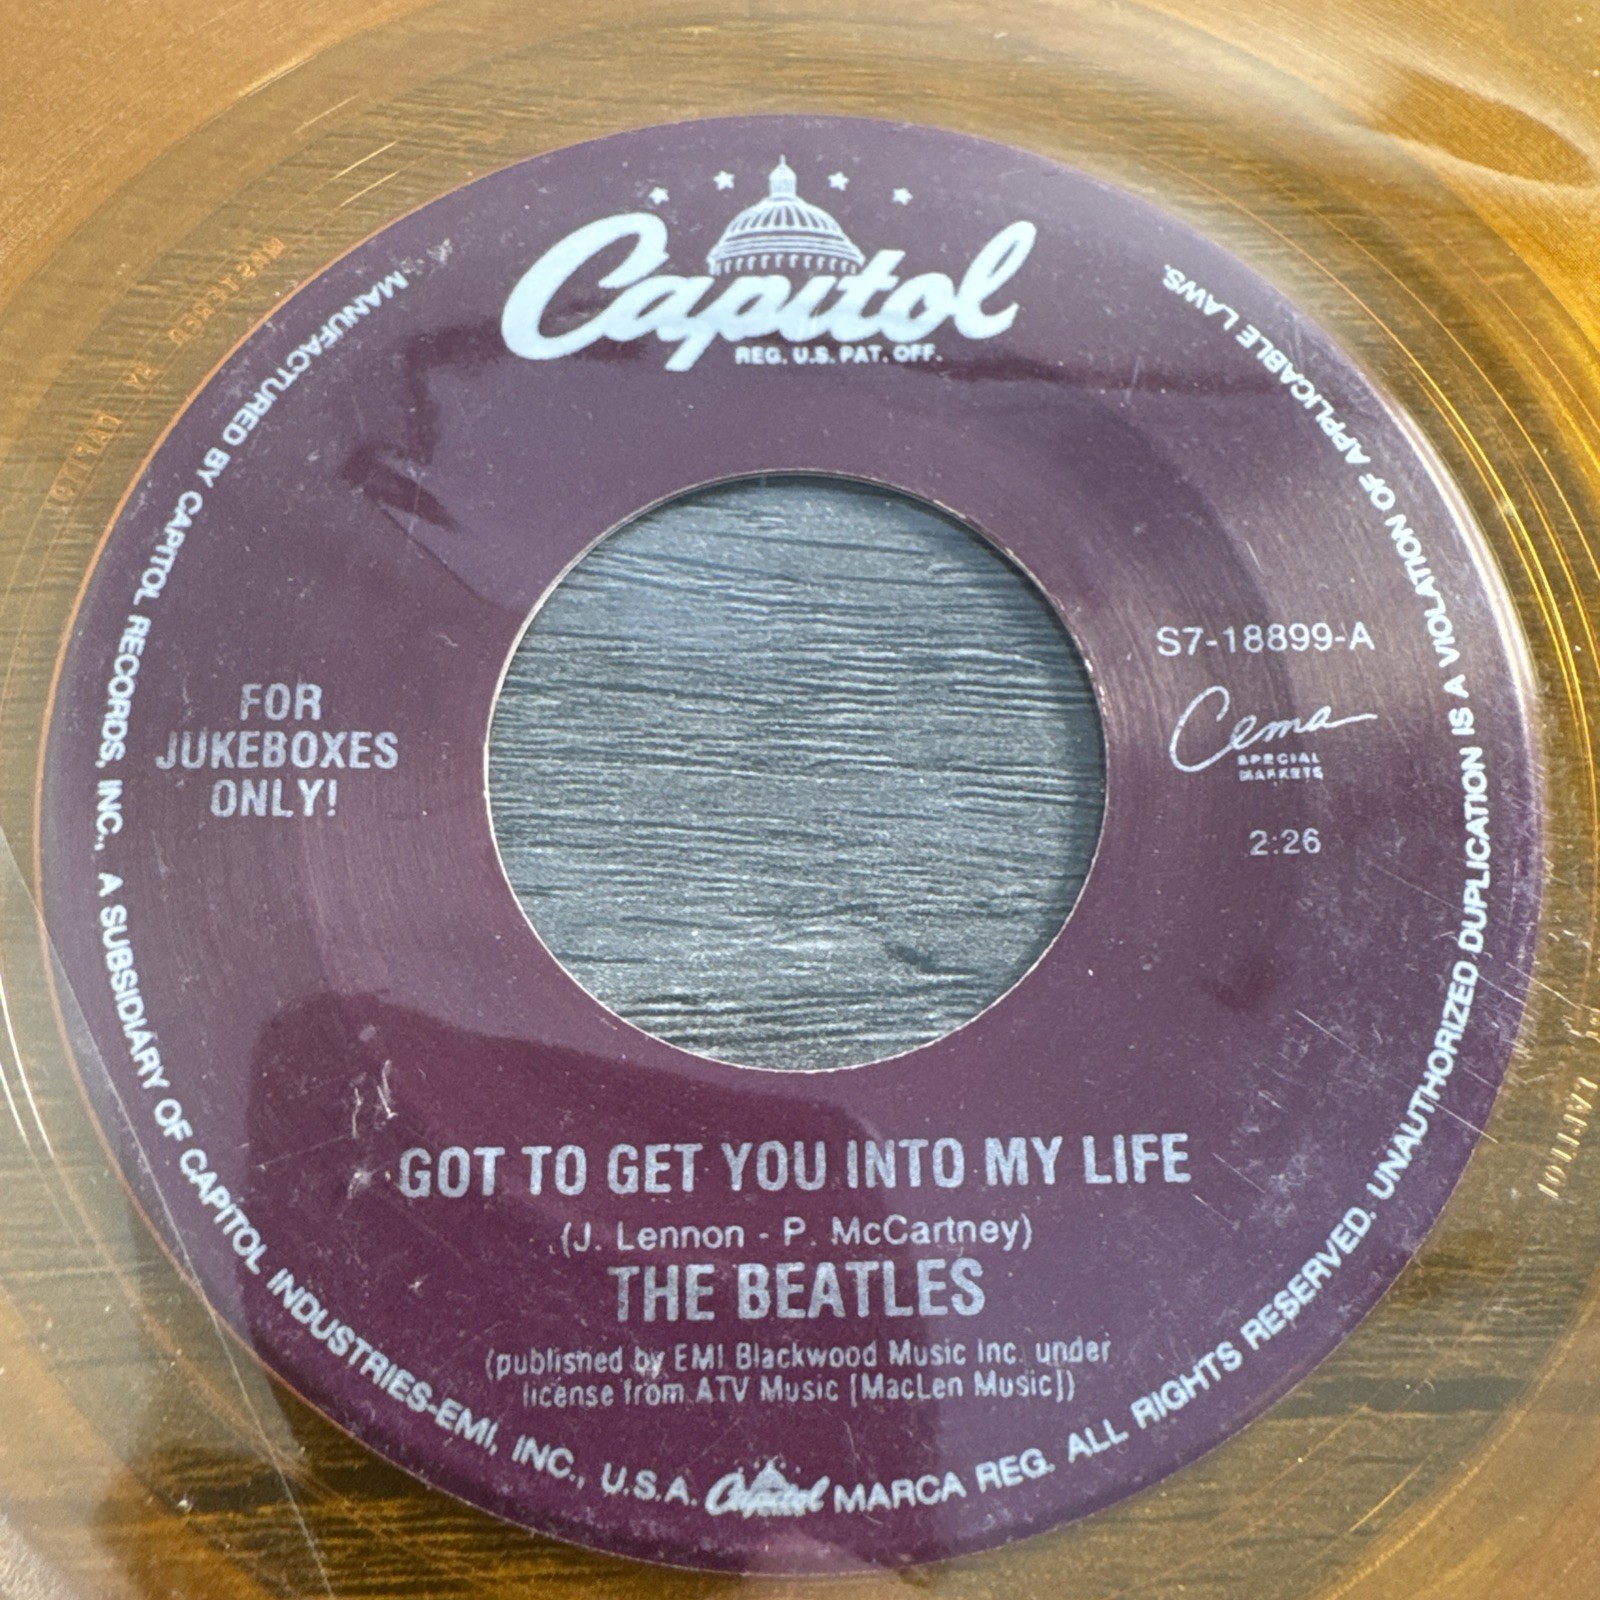 Capitol
REG. U.S. PAT. OFF.
FOR
JUKEBOXES
ONLY!
S7-18899-A
Cema
SPECIAL
MARKETS
2:26
GOT TO GET YOU INTO MY LIFE
(J. Lennon - P. McCartney)
THE BEATLES
(published by EMI Blackwood Music Inc. under
license from ATV Music [MacLen Music])
MANUFACTURED BY CAPITOL RECORDS, INC., A SUBSIDIARY OF CAPITOL INDUSTRIES-EMI, INC., U.S.A. Capitol MARCA REG. ALL RIGHTS RESERVED. UNAUTHORIZED DUPLICATION IS A VIOLATION OF APPLICABLE LAWS.